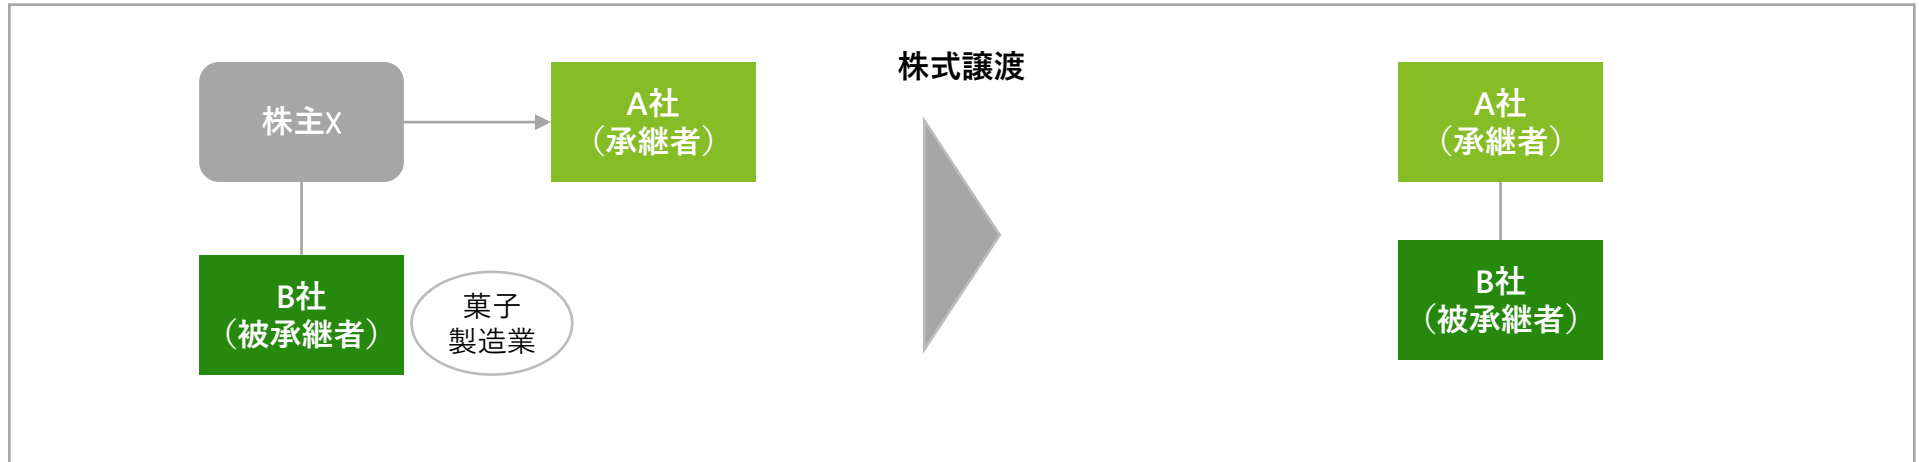 株主X
A社
（承継者）
B社
（被承継者）
菓子
製造業
株式譲渡
A社
（承継者）
B社
（被承継者）